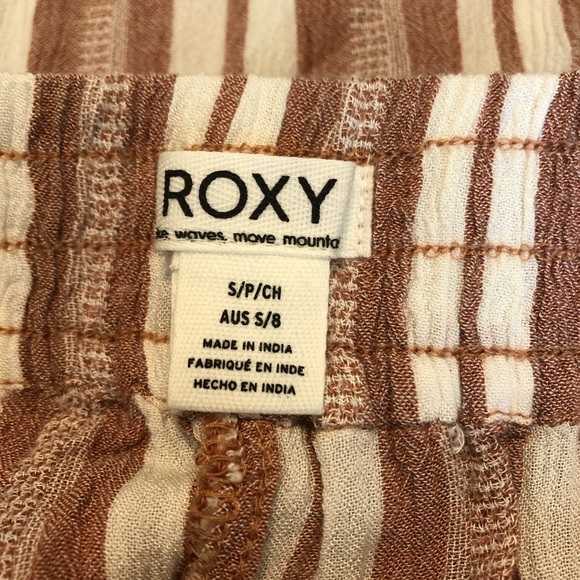 ROXY
waves, move
S/P/CH
AUS S/8
MADE IN INDIA
FABRIQUÉ EN INDE
HECHO EN INDIA